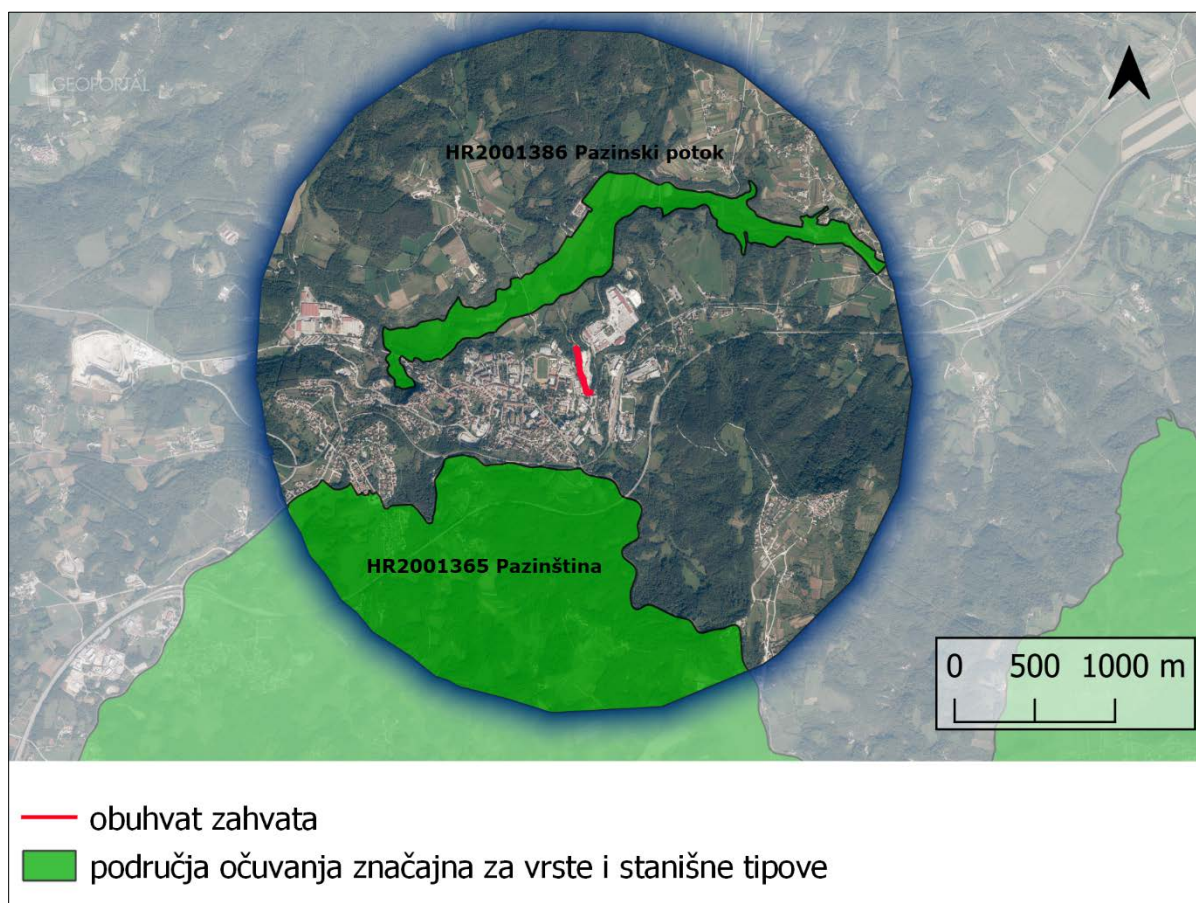 GEOPORTAL
HR2001386 Pazinski potok
HR2001365 Pazinština
0 500 1000 m
obuhvat zahvata
područja očuvanja značajna za vrste i stanišne tipove